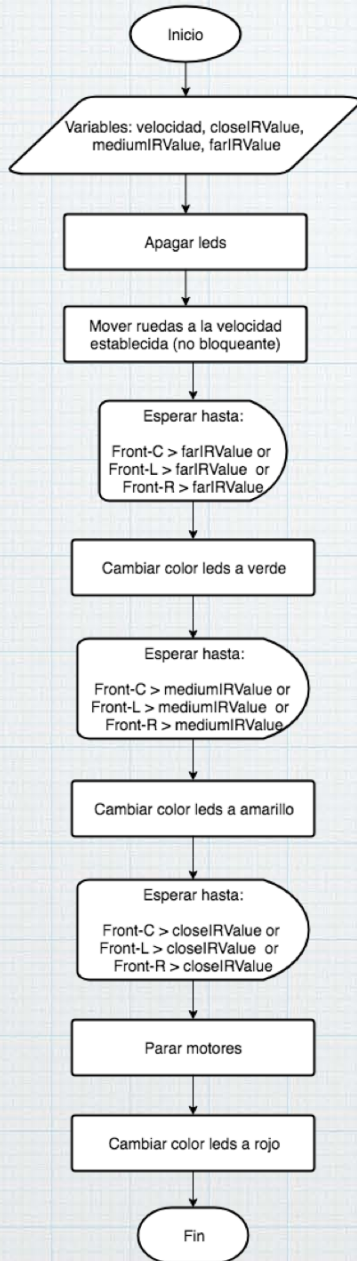 Inicio
Variables: velocidad, closeIRValue,
mediumIRValue, farIRValue
Apagar leds
Mover ruedas a la velocidad
establecida (no bloqueante)
Esperar hasta:
Front-C > farIRValue or
Front-L > farIRValue or
Front-R > farIRValue
Cambiar color leds a verde
Esperar hasta:
Front-C > mediumIRValue or
Front-L > mediumIRValue or
Front-R > mediumIRValue
Cambiar color leds a amarillo
Esperar hasta:
Front-C > closeIRValue or
Front-L > closeIRValue or
Front-R > closeIRValue
Parar motores
Cambiar color leds a rojo
Fin